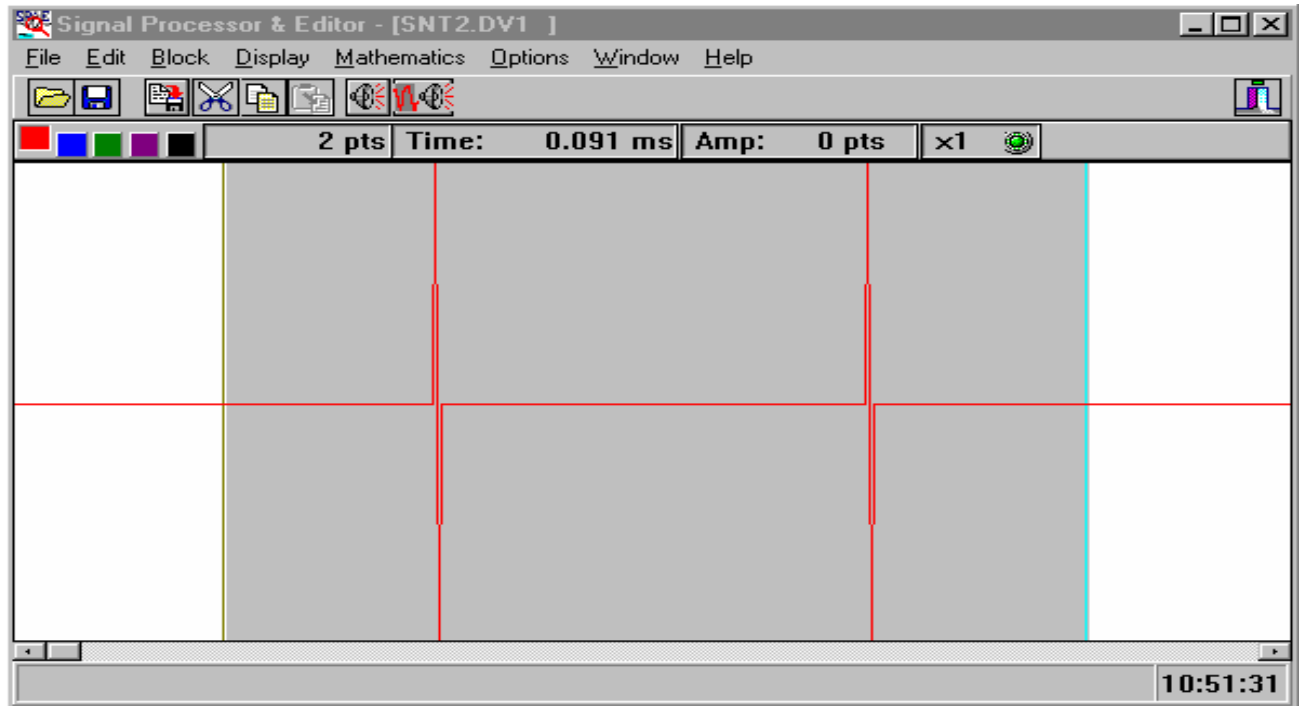 Signal Processor & Editor - [SNT2.DV1 ]
File Edit Block Display Mathematics Options Window Help
2 pts Time: 0.091 ms Amp: 0 pts ×1
10:51:31